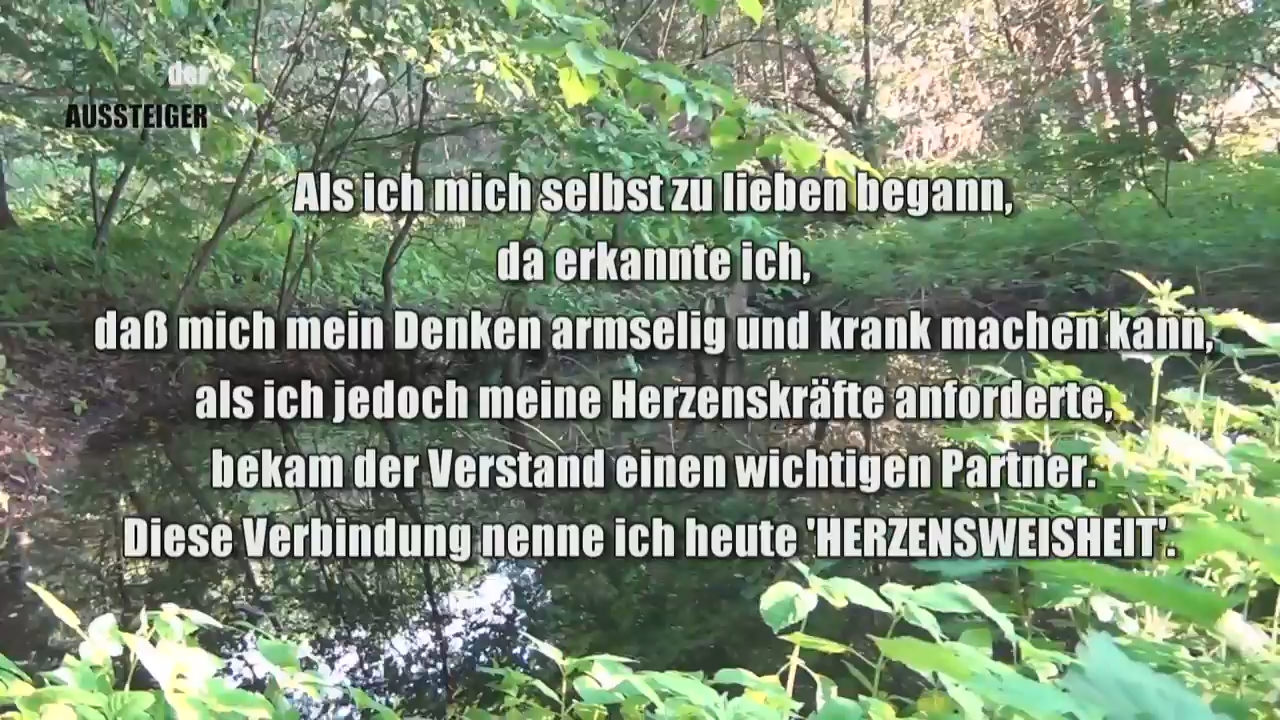 der
AUSSTEIGER
Als ich mich selbst zu lieben begann,
da erkannte ich,
daß mich mein Denken armselig und krank machen kann,
als ich jedoch meine Herzenskräfte anforderte,
bekam der Verstand einen wichtigen Partner.
Diese Verbindung nenne ich heute 'HERZENSWEISHEIT'.